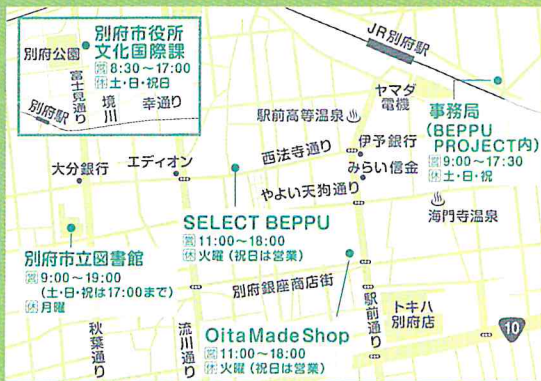 別府市役所
文化国際課
営 8:30〜17:00
休 土・日・祝日
別府公園
富士見通り
境川
幸通り
別府駅
JR別府駅
ヤマダ
電機
事務局
(BEPPU
PROJECT内)
営 9:00〜17:30
休 土・日・祝
駅前高等温泉
伊予銀行
西法寺通り
みらい信金
大分銀行
エディオン
やよい天狗通り
海門寺温泉
SELECT BEPPU
営 11:00〜18:00
休 火曜(祝日は営業)
別府市立図書館
営 9:00〜19:00
(土・日・祝は17:00まで)
休 月曜
別府銀座商店街
トキハ
別府店
駅前通り
10
秋葉通り
流川通り
Oita Made Shop
営 11:00〜18:00
休 火曜(祝日は営業)